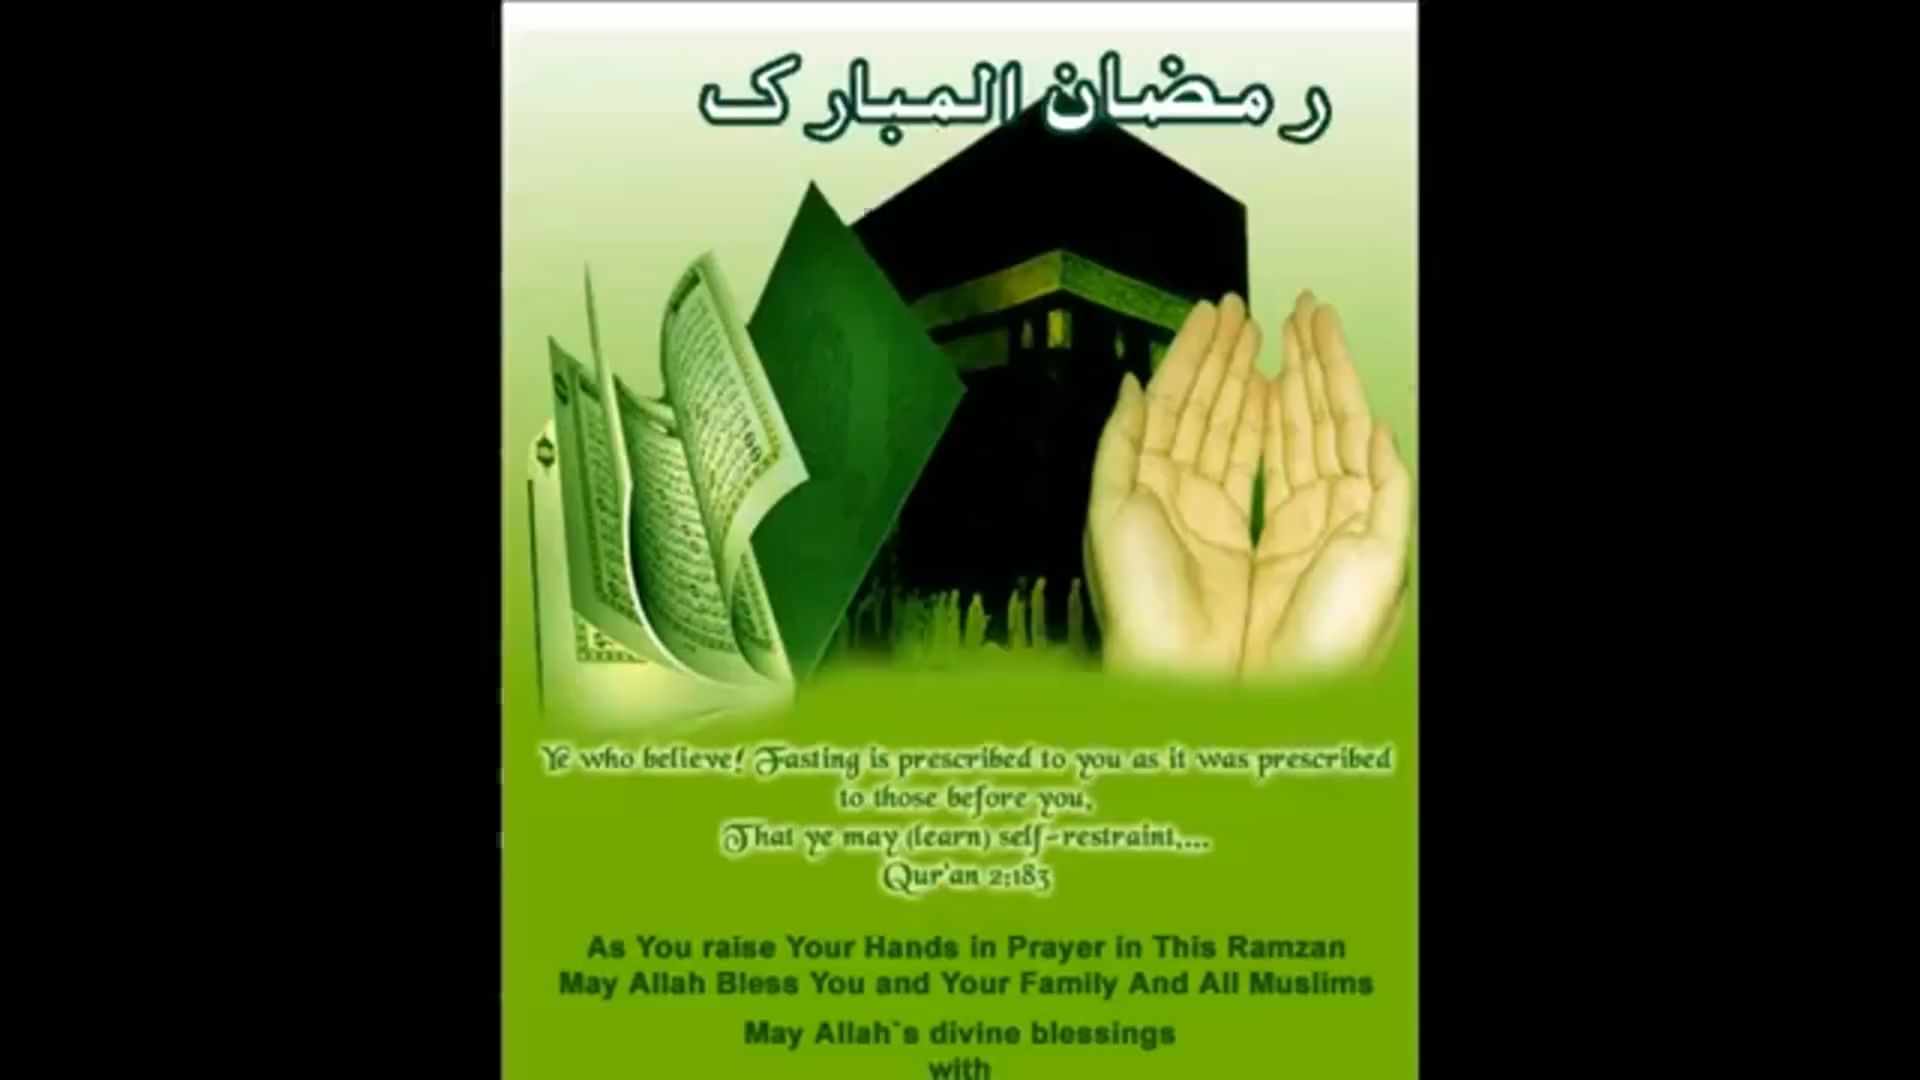 رمضان المبارک
Ye who believe! Fasting is prescribed to you as it was prescribed
to those before you,
That ye may (learn) self-restraint,...
Qur'an 2:183
As You raise Your Hands in Prayer in This Ramzan
May Allah Bless You and Your Family And All Muslims
May Allah`s divine blessings
with